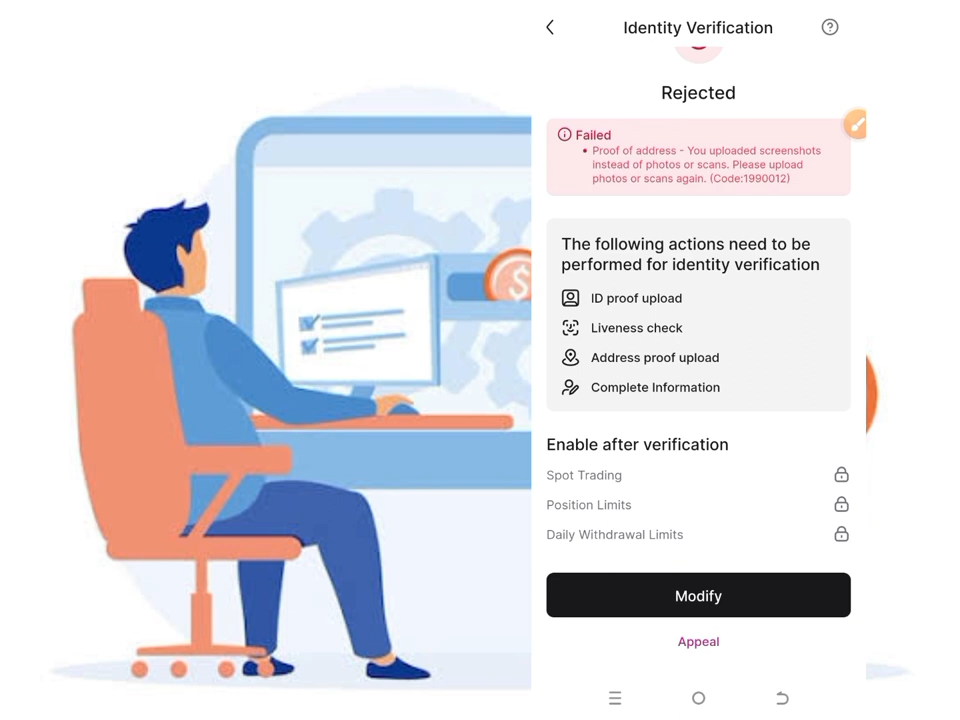 Identity Verification
Rejected
Failed
• Proof of address - You uploaded screenshots
instead of photos or scans. Please upload
photos or scans again. (Code:1990012)
The following actions need to be
performed for identity verification
ID proof upload
Liveness check
Address proof upload
Complete Information
Enable after verification
Spot Trading
Position Limits
Daily Withdrawal Limits
Modify
Appeal